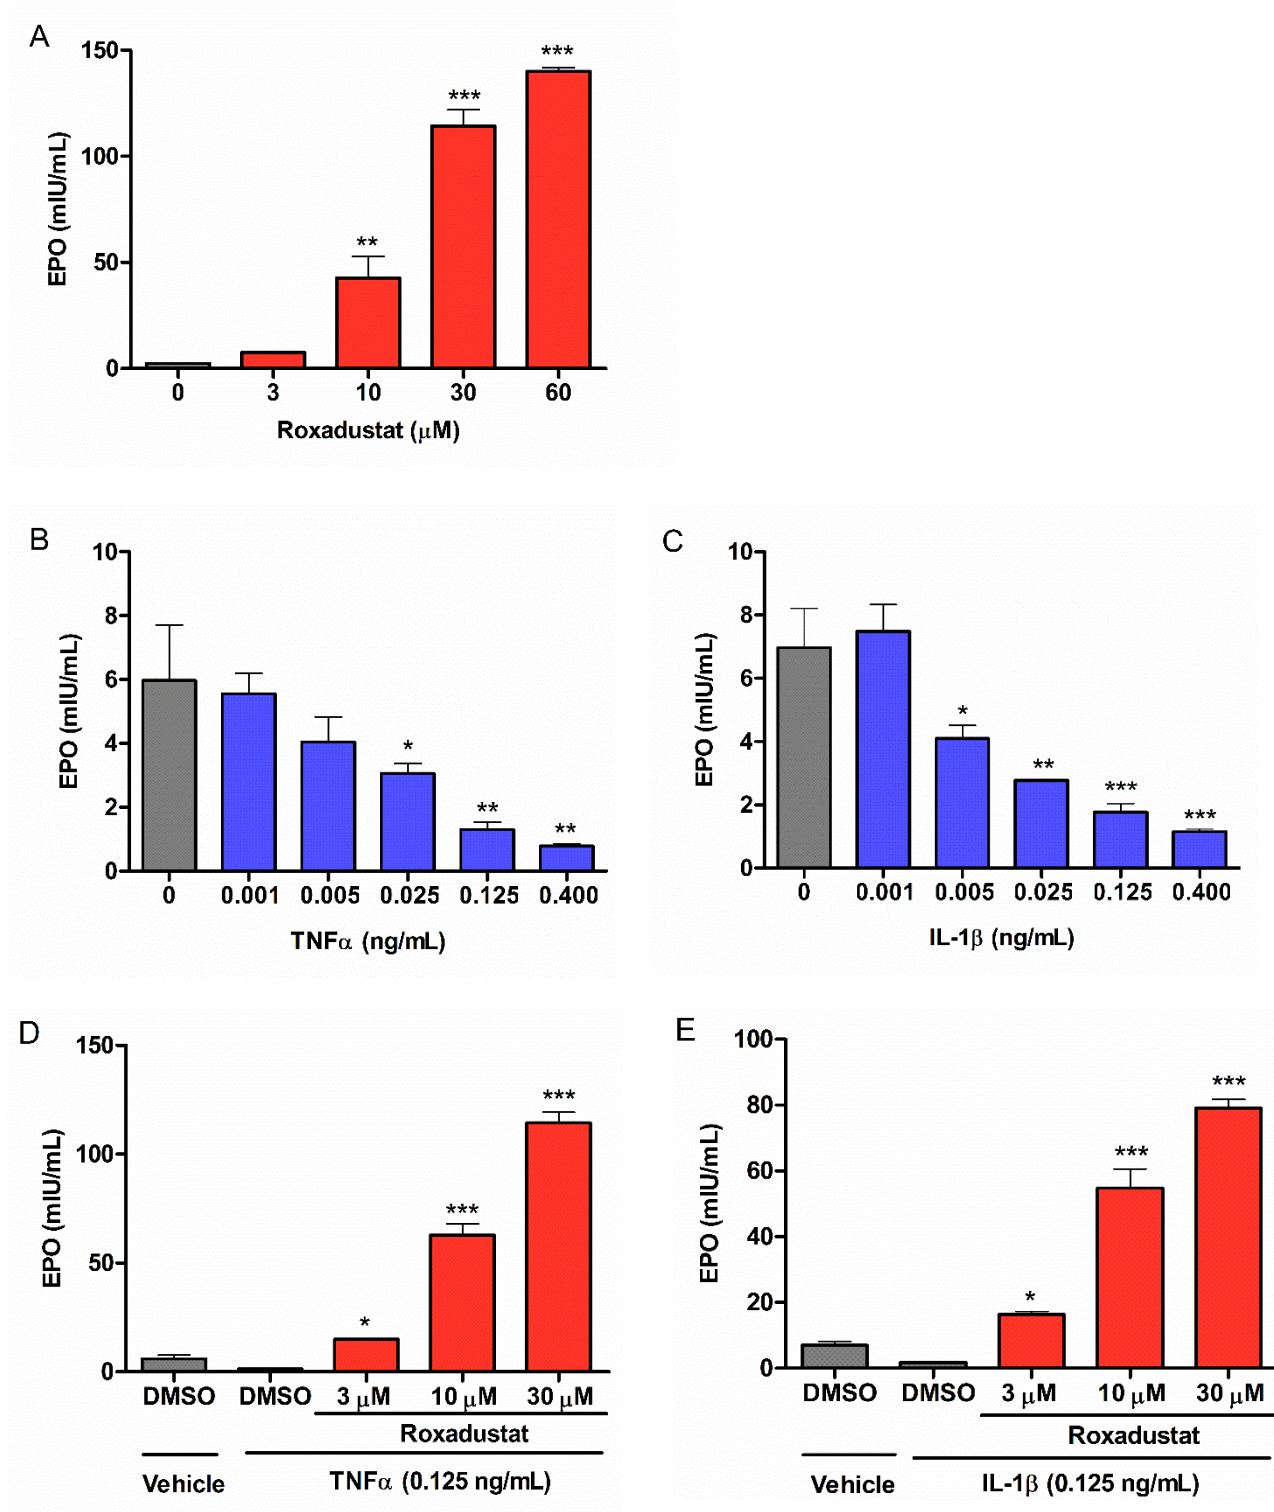 A
150
100
50
0
EPO (mIU/mL)
**
***
***
0 3 10 30 60
Roxadustat (μM)
B
10
8
6
4
2
0
EPO (mIU/mL)
*
**
**
0 0.001 0.005 0.025 0.125 0.400
TNFα (ng/mL)
C
10
8
6
4
2
0
EPO (mIU/mL)
*
**
***
***
0 0.001 0.005 0.025 0.125 0.400
IL-1β (ng/mL)
D
150
100
50
0
EPO (mIU/mL)
*
***
***
DMSO DMSO 3 μM 10 μM 30 μM
Roxadustat
Vehicle TNFα (0.125 ng/mL)
E
100
80
60
40
20
0
EPO (mIU/mL)
*
***
***
DMSO DMSO 3 μM 10 μM 30 μM
Roxadustat
Vehicle IL-1β (0.125 ng/mL)